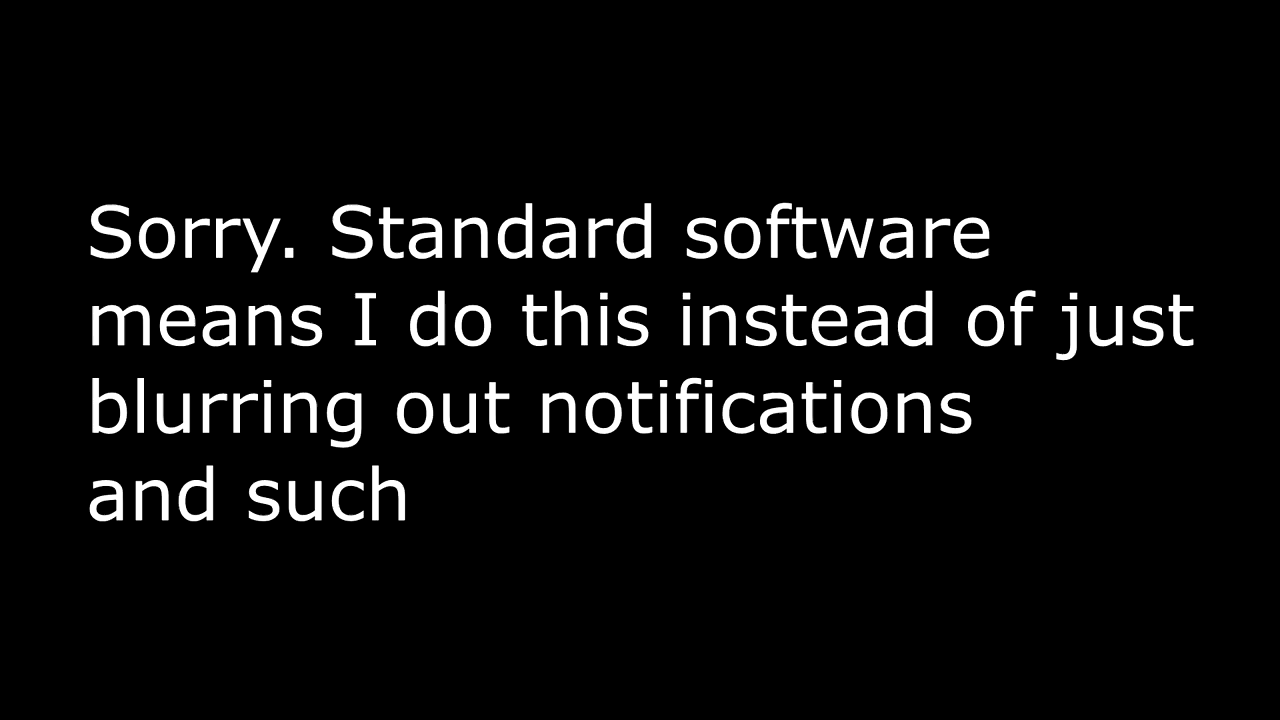 Sorry. Standard software
means I do this instead of just
blurring out notifications
and such